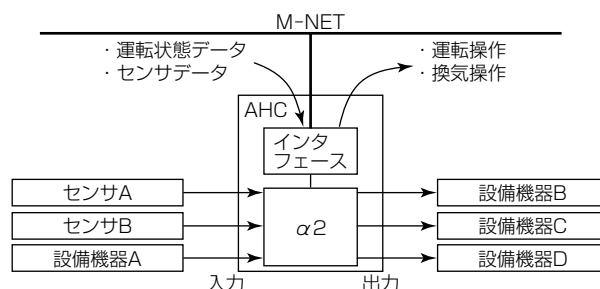 M-NET
・運転状態データ
・センサデータ
・運転操作
・換気操作
AHC
インタ
フェース
センサA
センサB
設備機器A
α2
設備機器B
設備機器C
設備機器D
入力
出力